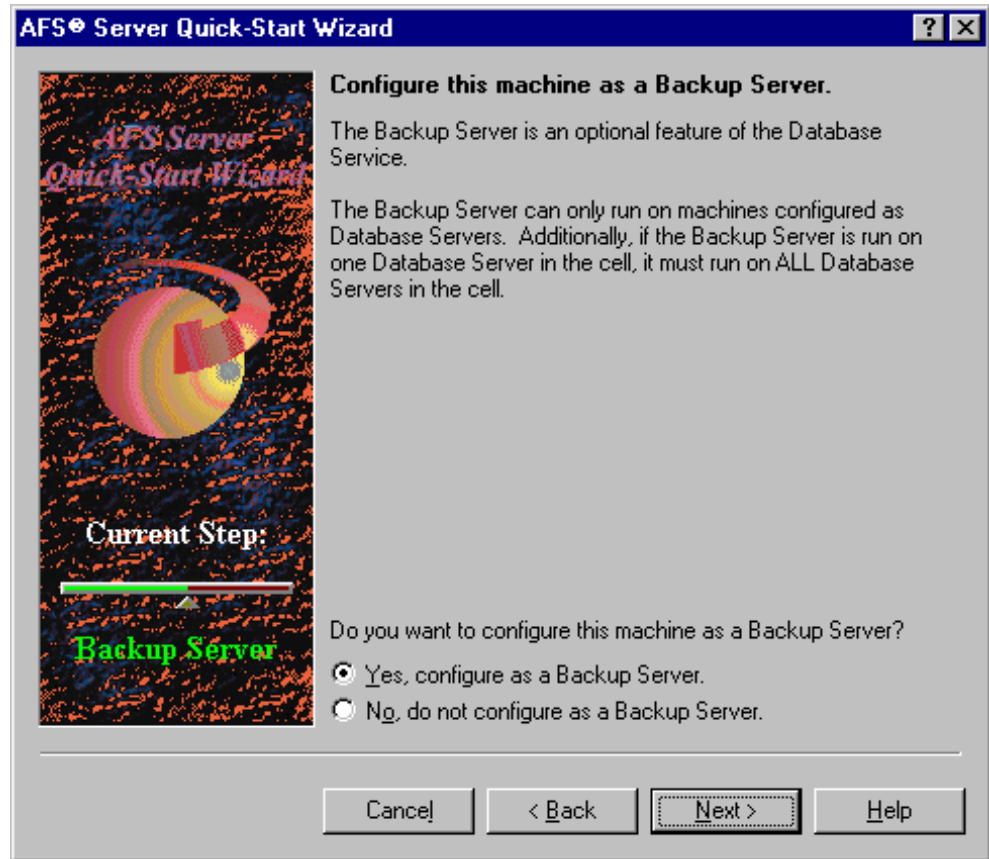 AFS® Server Quick-Start Wizard
AFS Server
Quick-Start Wizard
Current Step:
Backup Server
Configure this machine as a Backup Server.
The Backup Server is an optional feature of the Database
Service.
The Backup Server can only run on machines configured as
Database Servers. Additionally, if the Backup Server is run on
one Database Server in the cell, it must run on ALL Database
Servers in the cell.
Do you want to configure this machine as a Backup Server?
Yes, configure as a Backup Server.
No, do not configure as a Backup Server.
Cancel
< Back
Next >
Help